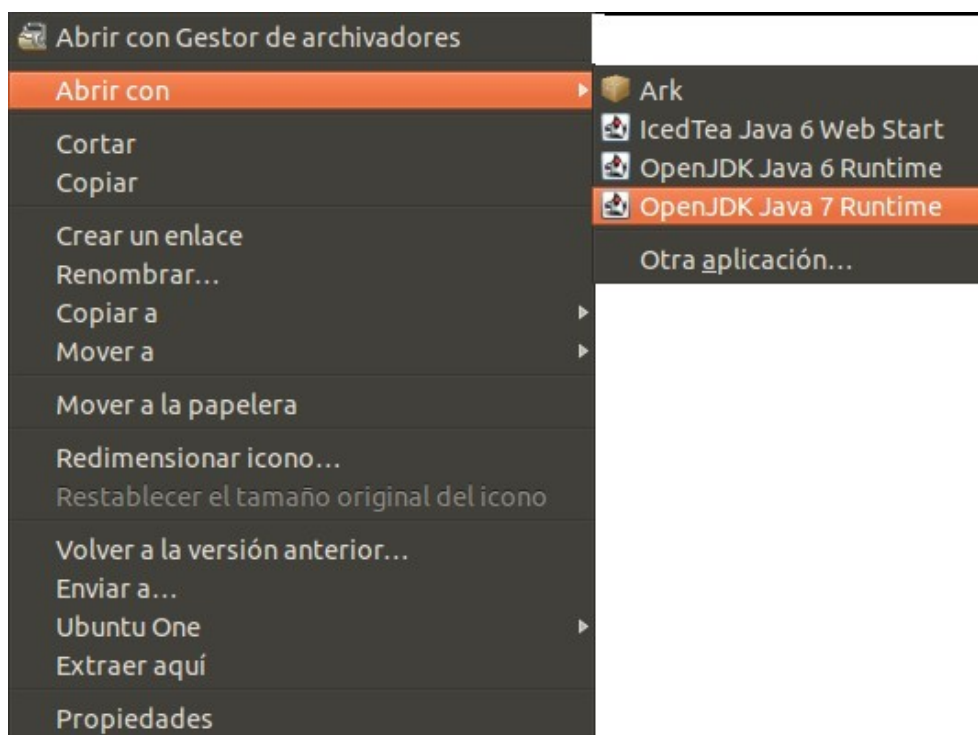 Abrir con Gestor de archivadores
Abrir con
Cortar
Copiar
Crear un enlace
Renombrar...
Copiar a
Mover a
Mover a la papelera
Redimensionar icono...
Restablecer el tamaño original del icono
Volver a la versión anterior...
Enviar a...
Ubuntu One
Extraer aquí
Propiedades
Ark
IcedTea Java 6 Web Start
OpenJDK Java 6 Runtime
OpenJDK Java 7 Runtime
Otra aplicación...